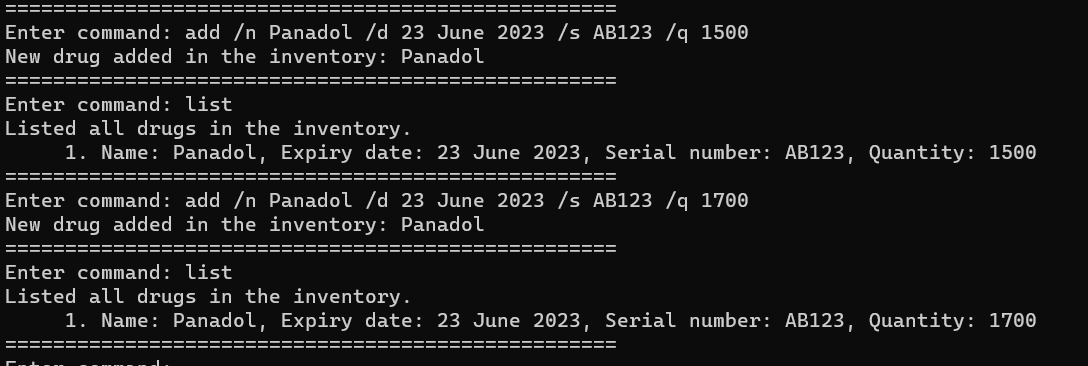 ===================================================
Enter command: add /n Panadol /d 23 June 2023 /s AB123 /q 1500
New drug added in the inventory: Panadol
===================================================
Enter command: list
Listed all drugs in the inventory.
     1. Name: Panadol, Expiry date: 23 June 2023, Serial number: AB123, Quantity: 1500
===================================================
Enter command: add /n Panadol /d 23 June 2023 /s AB123 /q 1700
New drug added in the inventory: Panadol
===================================================
Enter command: list
Listed all drugs in the inventory.
     1. Name: Panadol, Expiry date: 23 June 2023, Serial number: AB123, Quantity: 1700
===================================================
Enter command: